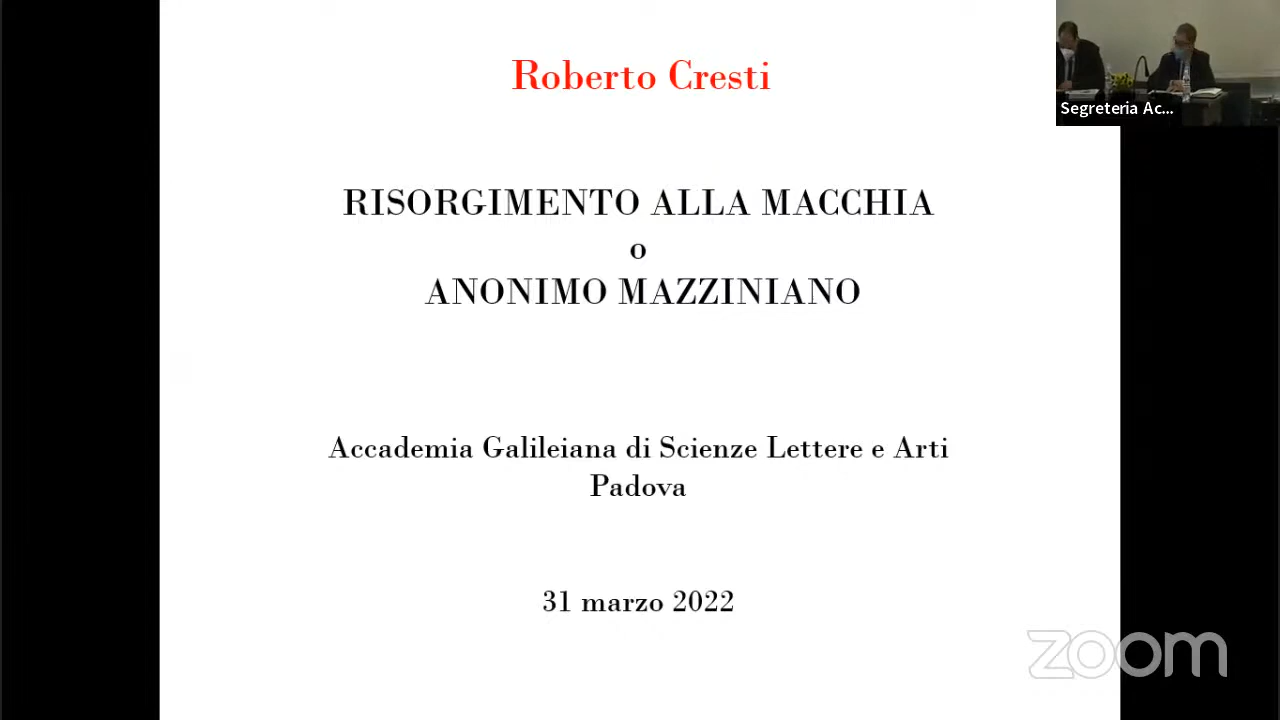 Roberto Cresti
RISORGIMENTO ALLA MACCHIA
o
ANONIMO MAZZINIANO
Accademia Galileiana di Scienze Lettere e Arti
Padova
31 marzo 2022
Segreteria Ac...
zoom